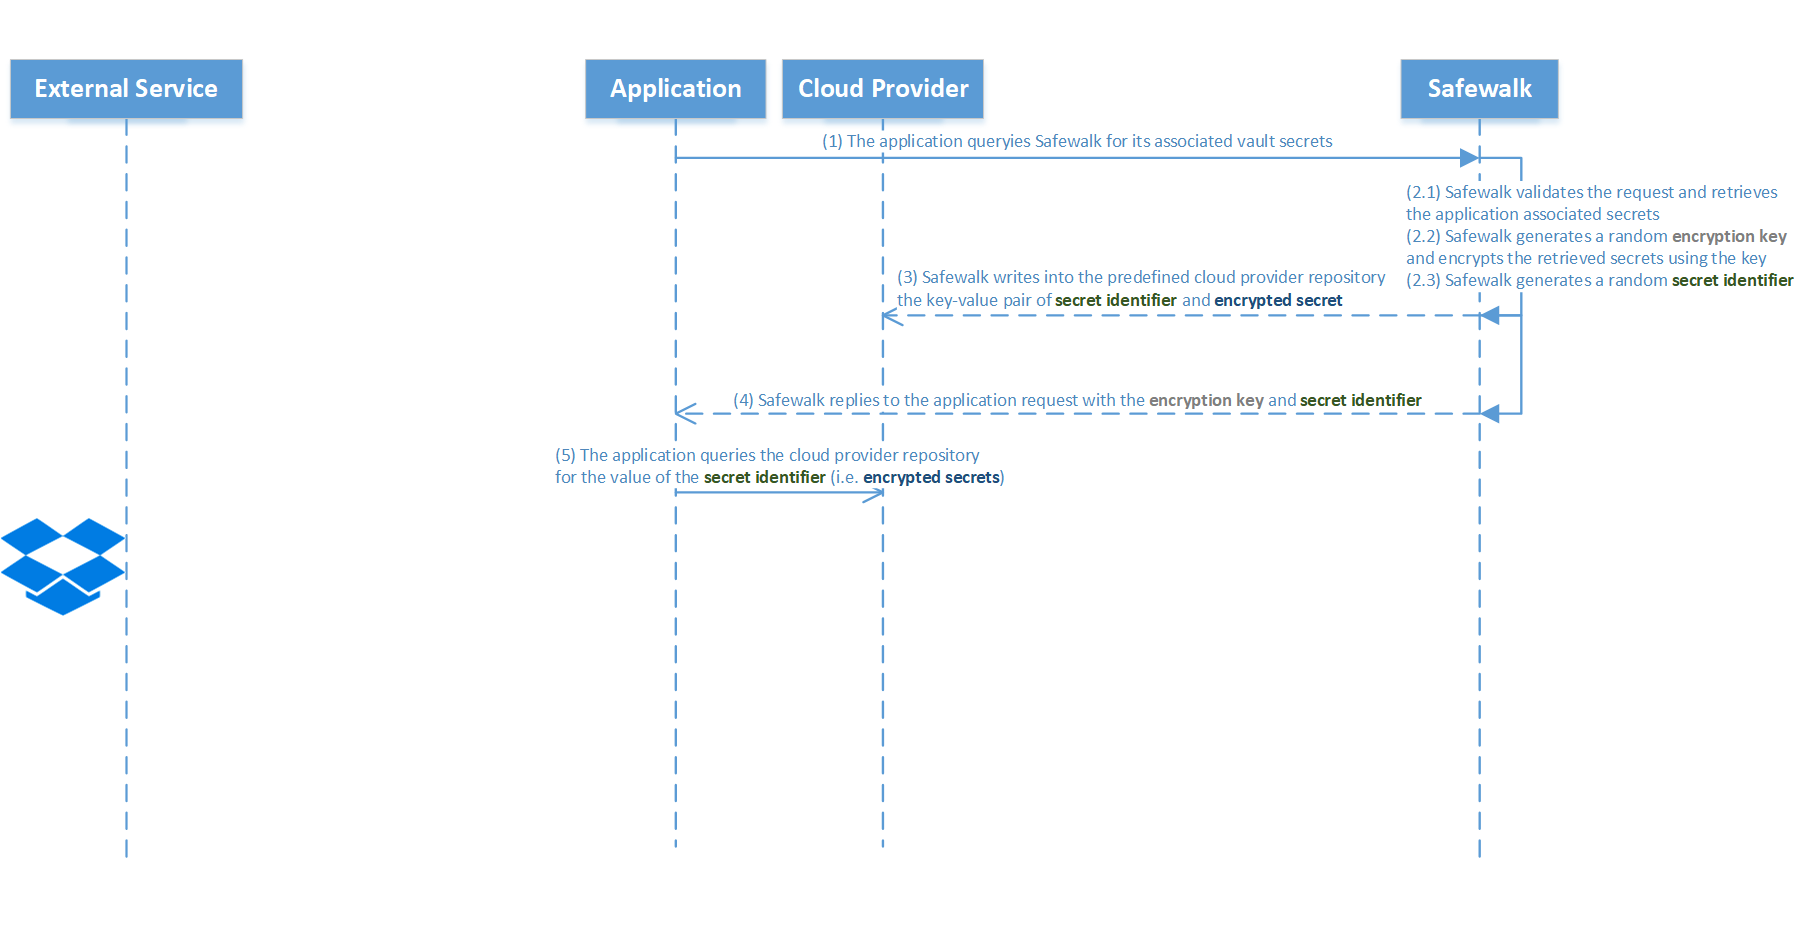 External Service
Application
Cloud Provider
Safewalk
(1) The application queryies Safewalk for its associated vault secrets
(2.1) Safewalk validates the request and retrieves
the application associated secrets
(2.2) Safewalk generates a random encryption key
and encrypts the retrieved secrets using the key
(2.3) Safewalk generates a random secret identifier
(3) Safewalk writes into the predefined cloud provider repository
the key-value pair of secret identifier and encrypted secret
(4) Safewalk replies to the application request with the encryption key and secret identifier
(5) The application queries the cloud provider repository
for the value of the secret identifier (i.e. encrypted secrets)